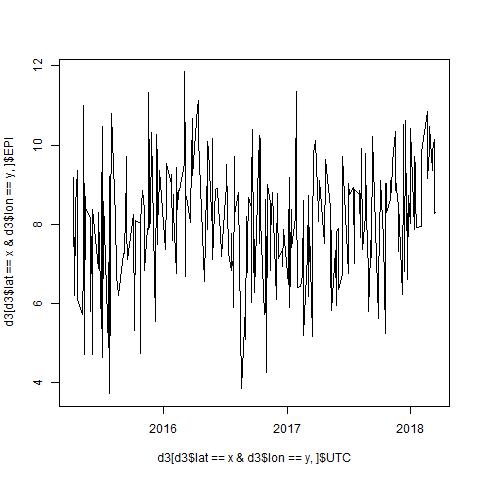 12
10
8
6
4
d3[d3$lat == x & d3$lon == y, ]$EPI
2016 2017 2018
d3[d3$lat == x & d3$lon == y, ]$UTC